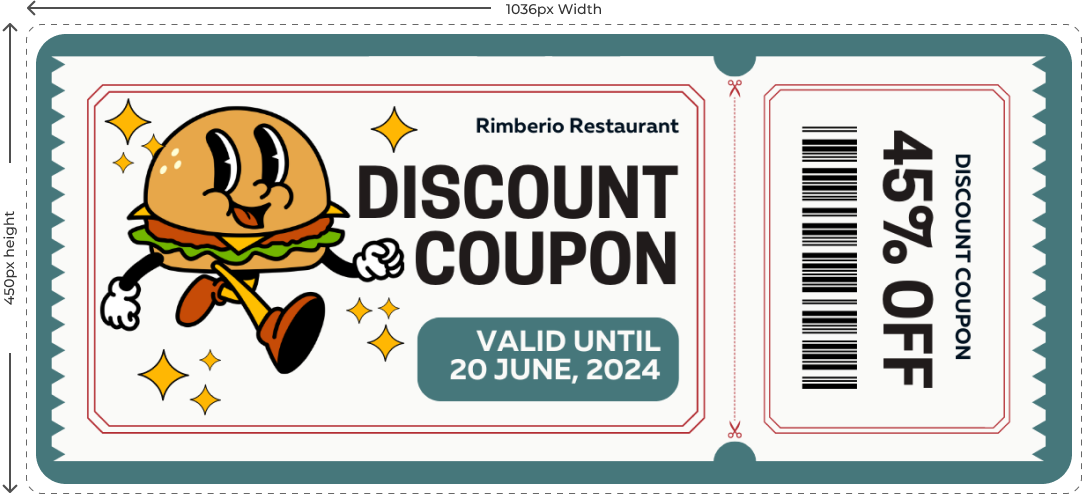 1036px Width
450px height
Rimberio Restaurant
DISCOUNT
COUPON
VALID UNTIL
20 JUNE, 2024
45% OFF
DISCOUNT COUPON